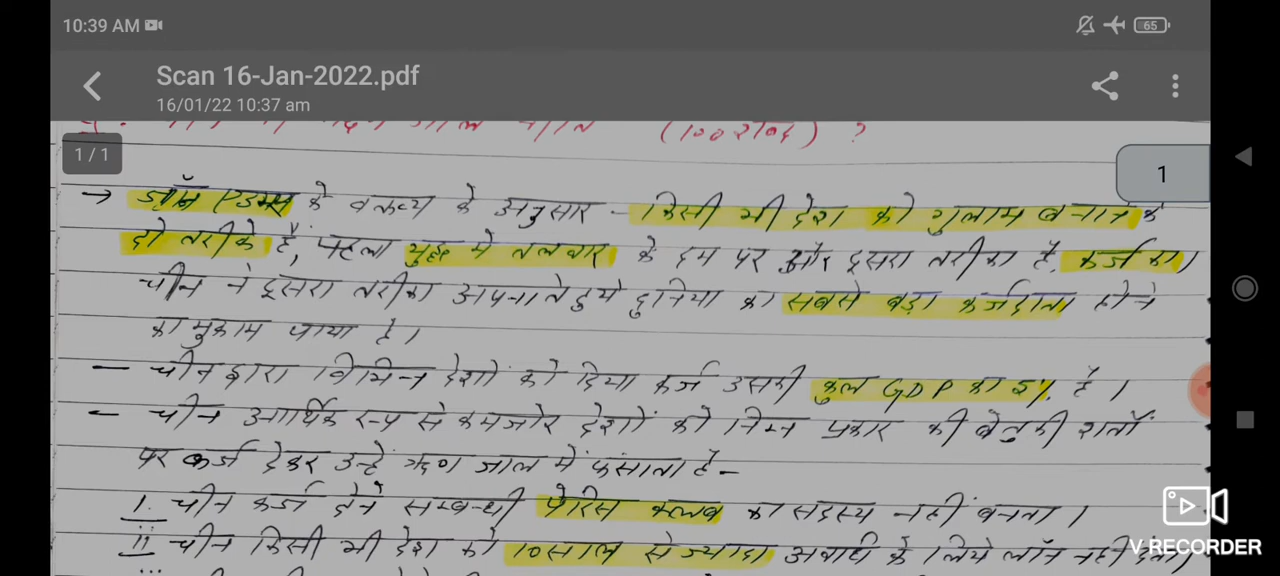 10:39 AM
65
Scan 16-Jan-2022.pdf
16/01/22 10:37 am
(100 शब्द) ?
1 / 1
1
→ जॉन एडम्स के वक्तव्य के अनुसार - किसी भी देश को गुलाम बनाने के
दो तरीके हैं, पहला युद्ध में तलवार के दम पर और दूसरा तरीका है कर्ज का।
चीन ने दूसरा तरीका अपनाते हुये दुनिया का सबसे बड़ा कर्जदाता होने
का मुकाम पाया है।
- चीन द्वारा विभिन्न देशों को दिया कर्ज उसकी कुल GDP का 5% है।
- चीन आर्थिक रूप से कमजोर देशों को निम्न प्रकार की बेतुकी शर्तों
पर कर्ज देकर उन्हें ऋण जाल में फंसाता है-
I. चीन कर्ज देने सम्बन्धी पेरिस क्लब का सदस्य नहीं बनता।
ii चीन किसी भी देश को 10 साल से ज्यादा अवधि के लिये लॉन नहीं देता।
V RECORDER